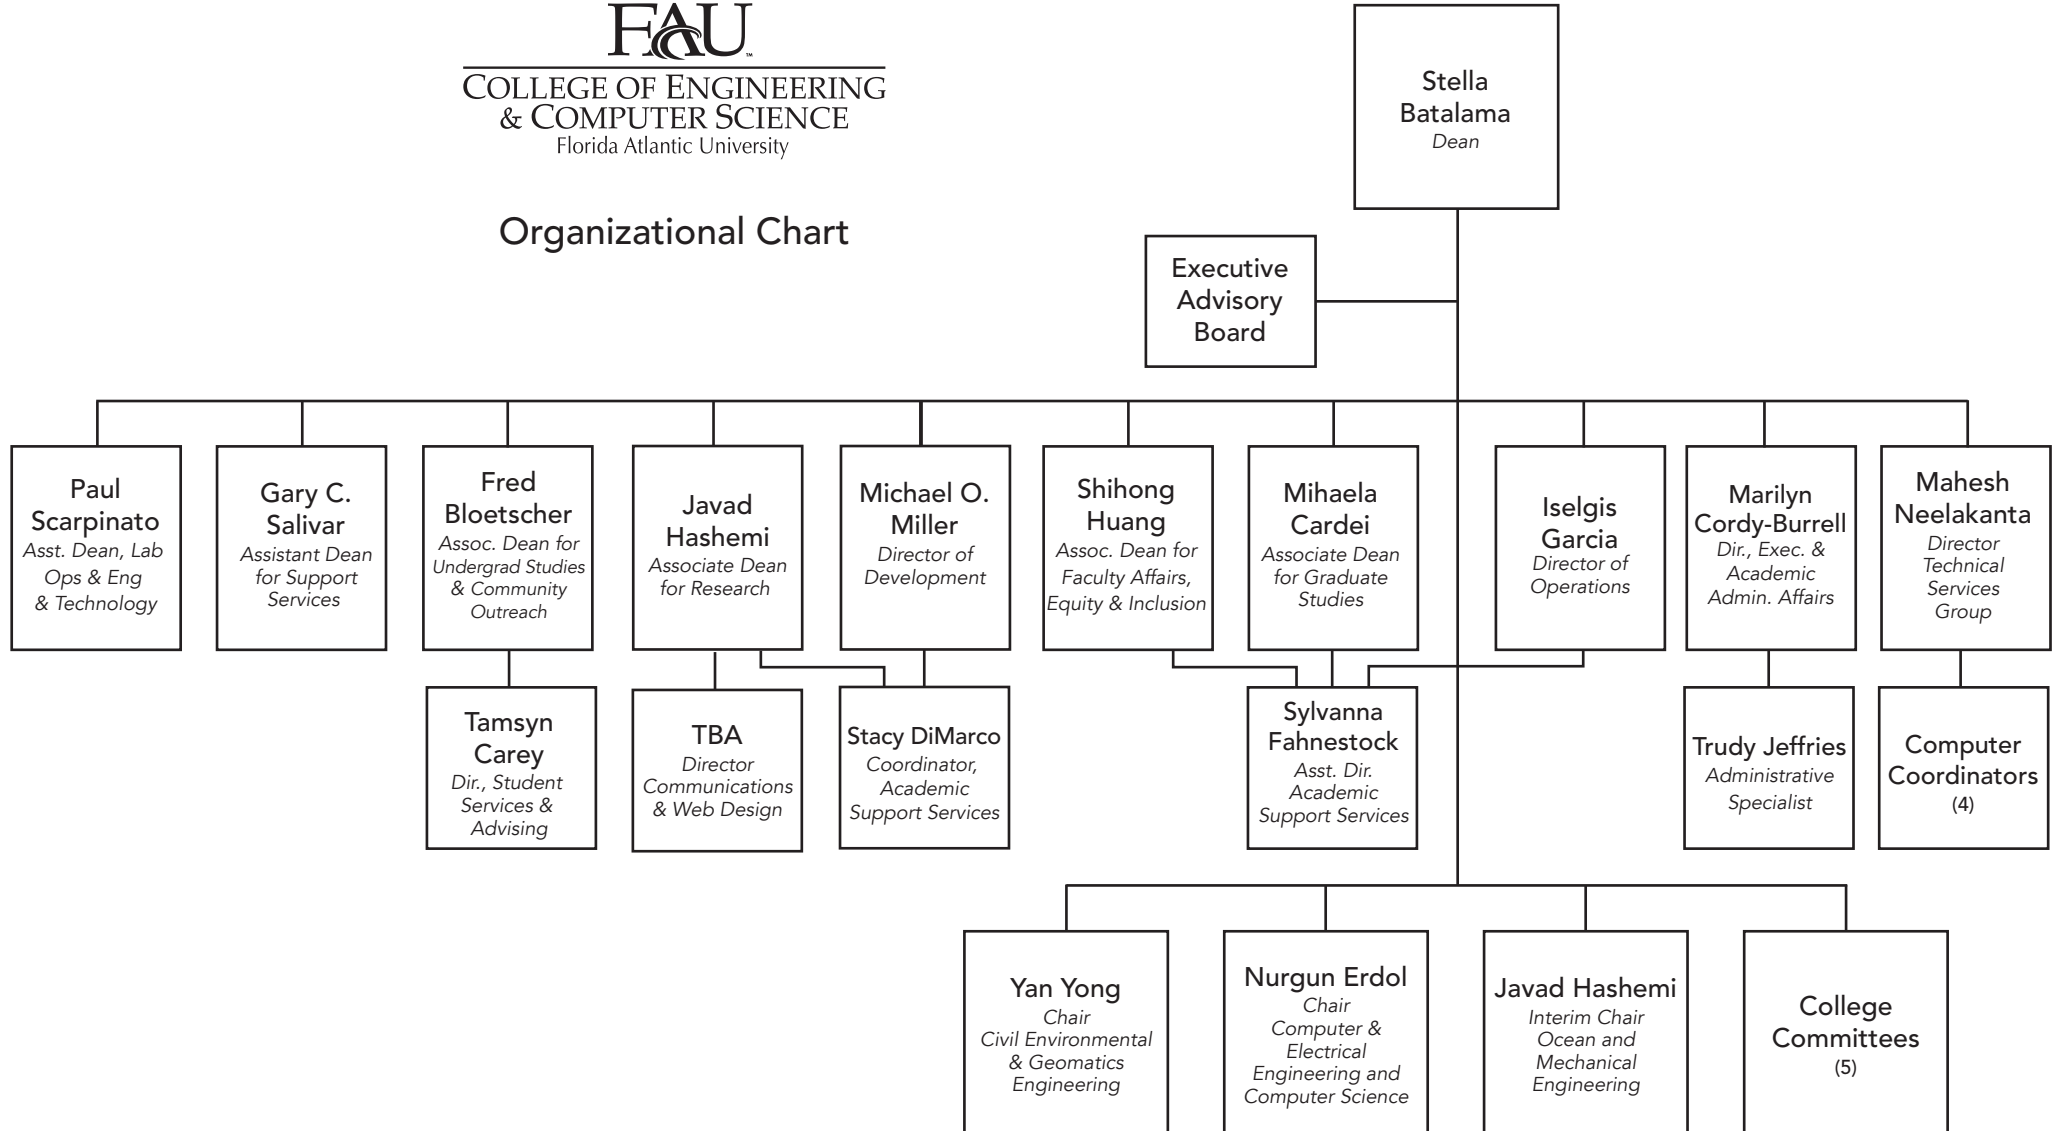 FAU™
COLLEGE OF ENGINEERING
& COMPUTER SCIENCE
Florida Atlantic University
Organizational Chart
Stella
Batalama
Dean
Executive
Advisory
Board
Paul
Scarpinato
Asst. Dean, Lab
Ops & Eng
& Technology
Gary C.
Salivar
Assistant Dean
for Support
Services
Fred
Bloetscher
Assoc. Dean for
Undergrad Studies
& Community
Outreach
Javad
Hashemi
Associate Dean
for Research
Michael O.
Miller
Director of
Development
Shihong
Huang
Assoc. Dean for
Faculty Affairs,
Equity & Inclusion
Mihaela
Cardei
Associate Dean
for Graduate
Studies
Iselgis
Garcia
Director of
Operations
Marilyn
Cordy-Burrell
Dir., Exec. &
Academic
Admin. Affairs
Mahesh
Neelakanta
Director
Technical
Services
Group
Tamsyn
Carey
Dir., Student
Services &
Advising
TBA
Director
Communications
& Web Design
Stacy DiMarco
Coordinator,
Academic
Support Services
Sylvanna
Fahnestock
Asst. Dir.
Academic
Support Services
Trudy Jeffries
Administrative
Specialist
Computer
Coordinators
(4)
Yan Yong
Chair
Civil Environmental
& Geomatics
Engineering
Nurgun Erdol
Chair
Computer &
Electrical
Engineering and
Computer Science
Javad Hashemi
Interim Chair
Ocean and
Mechanical
Engineering
College
Committees
(5)